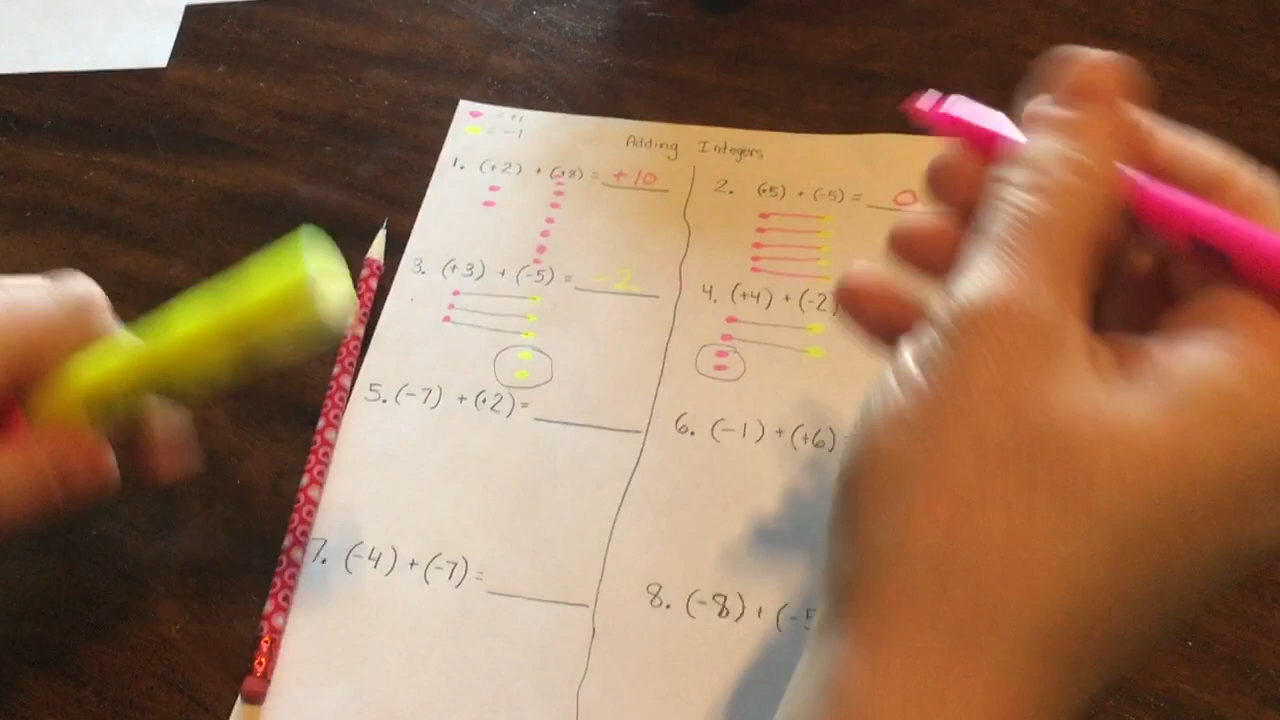 = +1
= -1
Adding Integers
1. (+2) + (+8) = +10
2. (+5) + (-5) = 0
3. (+3) + (-5) = -2
4. (+4) + (-2)
5. (-7) + (+2) =
6. (-1) + (+6) =
7. (-4) + (-7) =
8. (-8) + (-5